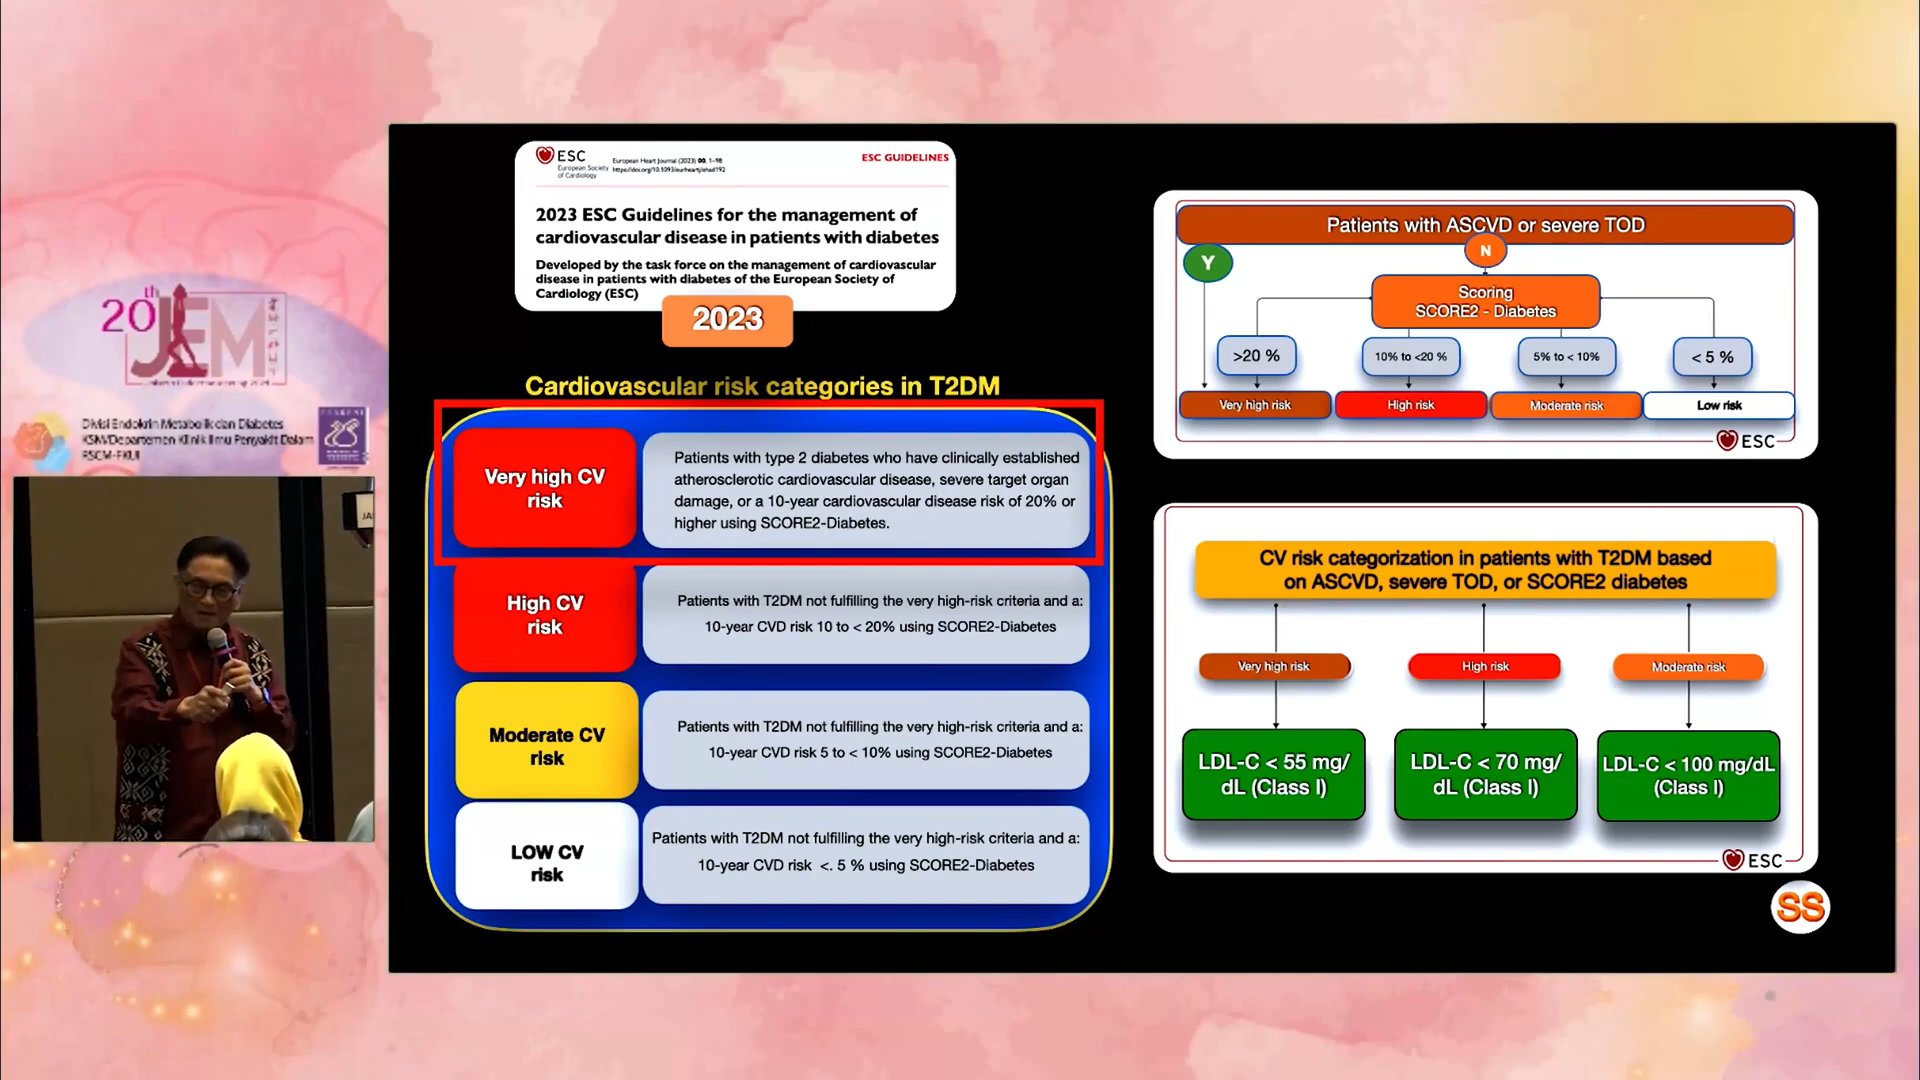 20th
JEM
Divisi Endokrin Metabolik dan Diabetes
KSM/Departemen Klinik Ilmu Penyakit Dalam
RSCM-FKUI
JA
ESC
European Society
of Cardiology
European Heart Journal (2023) 00, 1–98
https://doi.org/10.1093/eurheartj/ehad192
ESC GUIDELINES
2023 ESC Guidelines for the management of
cardiovascular disease in patients with diabetes
Developed by the task force on the management of cardiovascular
disease in patients with diabetes of the European Society of
Cardiology (ESC)
2023
Cardiovascular risk categories in T2DM
Very high CV
risk
Patients with type 2 diabetes who have clinically established
atherosclerotic cardiovascular disease, severe target organ
damage, or a 10-year cardiovascular disease risk of 20% or
higher using SCORE2-Diabetes.
High CV
risk
Patients with T2DM not fulfilling the very high-risk criteria and a:
10-year CVD risk 10 to < 20% using SCORE2-Diabetes
Moderate CV
risk
Patients with T2DM not fulfilling the very high-risk criteria and a:
10-year CVD risk 5 to < 10% using SCORE2-Diabetes
LOW CV
risk
Patients with T2DM not fulfilling the very high-risk criteria and a:
10-year CVD risk <. 5 % using SCORE2-Diabetes
Patients with ASCVD or severe TOD
Y
N
Scoring
SCORE2 - Diabetes
>20 %
10% to <20 %
5% to < 10%
< 5 %
Very high risk
High risk
Moderate risk
Low risk
ESC
CV risk categorization in patients with T2DM based
on ASCVD, severe TOD, or SCORE2 diabetes
Very high risk
High risk
Moderate risk
LDL-C < 55 mg/
dL (Class I)
LDL-C < 70 mg/
dL (Class I)
LDL-C < 100 mg/dL
(Class I)
ESC
SS